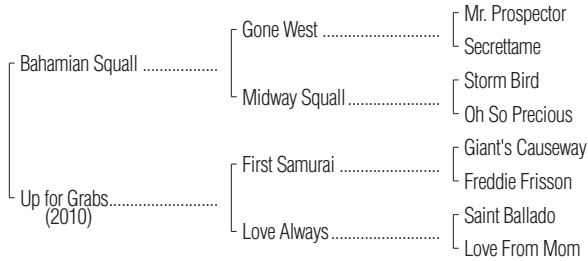 Mr. Prospector
Gone West ..............................
Secrettame
Bahamian Squall ...................
Storm Bird
Midway Squall........................
Oh So Precious
Giant's Causeway
First Samurai ..........................
Freddie Frisson
Up for Grabs...........................
(2010)
Saint Ballado
Love Always............................
Love From Mom